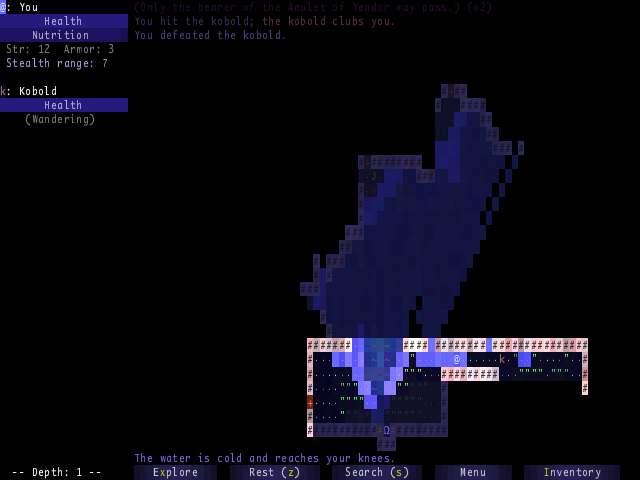 @: You
Health
Nutrition
Str: 12 Armor: 3
Stealth range: 7
k: Kobold
Health
(Wandering)
(Only the bearer of the Amulet of Yendor may pass.) (x2)
You hit the kobold; the kobold clubs you.
You defeated the kobold.
The water is cold and reaches your knees.
-- Depth: 1 --
Explore
Rest (z)
Search (s)
Menu
Inventory